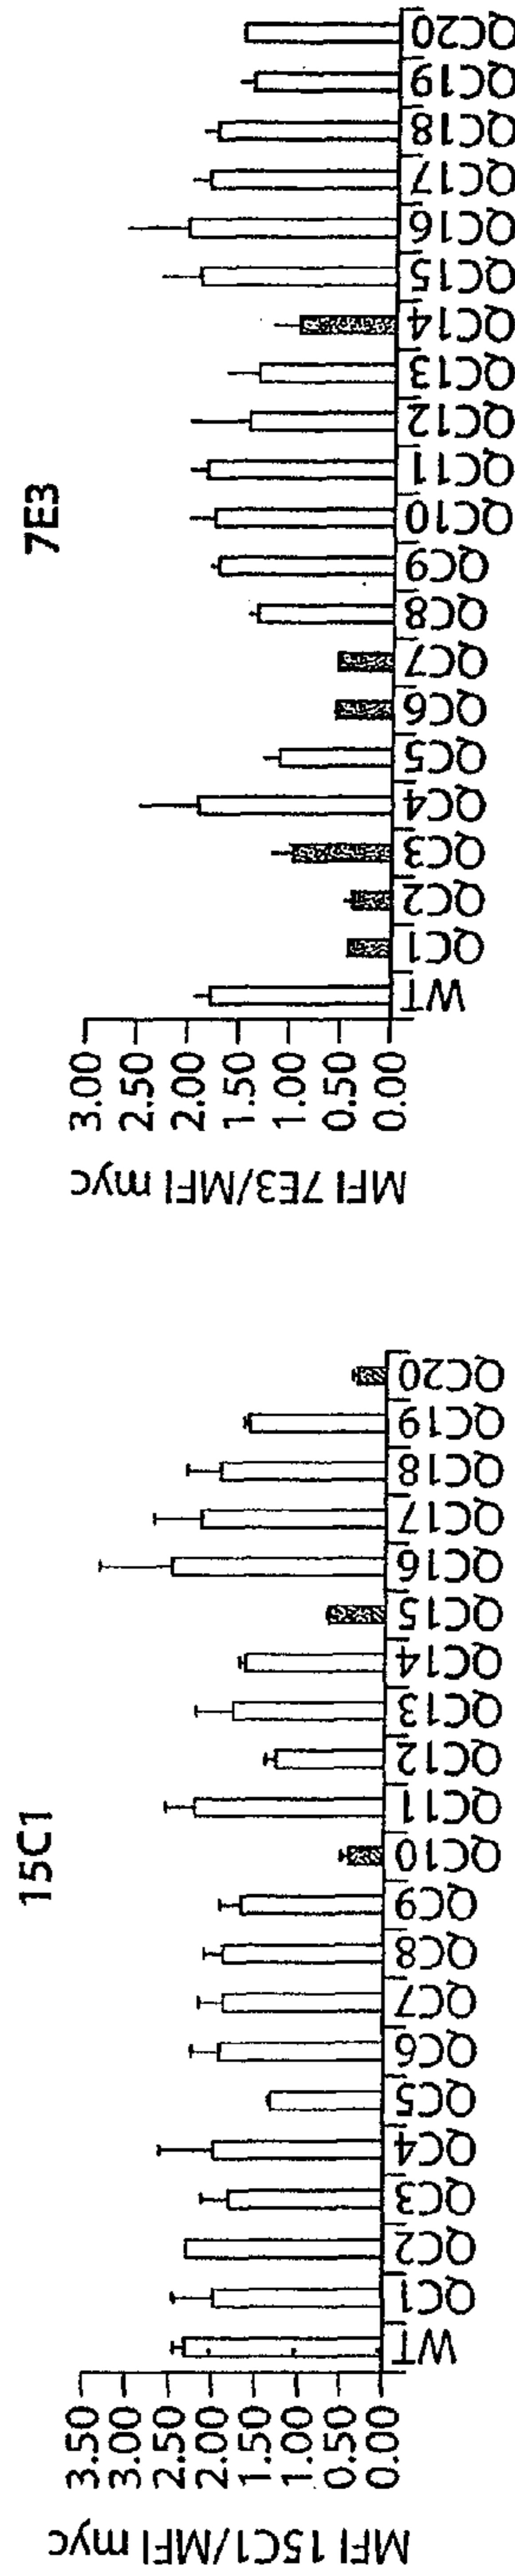 15C1
MFI 15C1/MFI myc
3.50
3.00
2.50
2.00
1.50
1.00
0.50
0.00
WT
QC1
QC2
QC3
QC4
QC5
QC6
QC7
QC8
QC9
QC10
QC11
QC12
QC13
QC14
QC15
QC16
QC17
QC18
QC19
QC20
7E3
MFI 7E3/MFI myc
3.00
2.50
2.00
1.50
1.00
0.50
0.00
WT
QC1
QC2
QC3
QC4
QC5
QC6
QC7
QC8
QC9
QC10
QC11
QC12
QC13
QC14
QC15
QC16
QC17
QC18
QC19
QC20